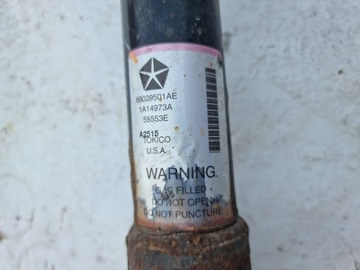 68029501AE
1A14973A
55553E
A2515
TOKICO
U.S.A.
WARNING
GAS FILLED
DO NOT OPEN
DO NOT PUNCTURE